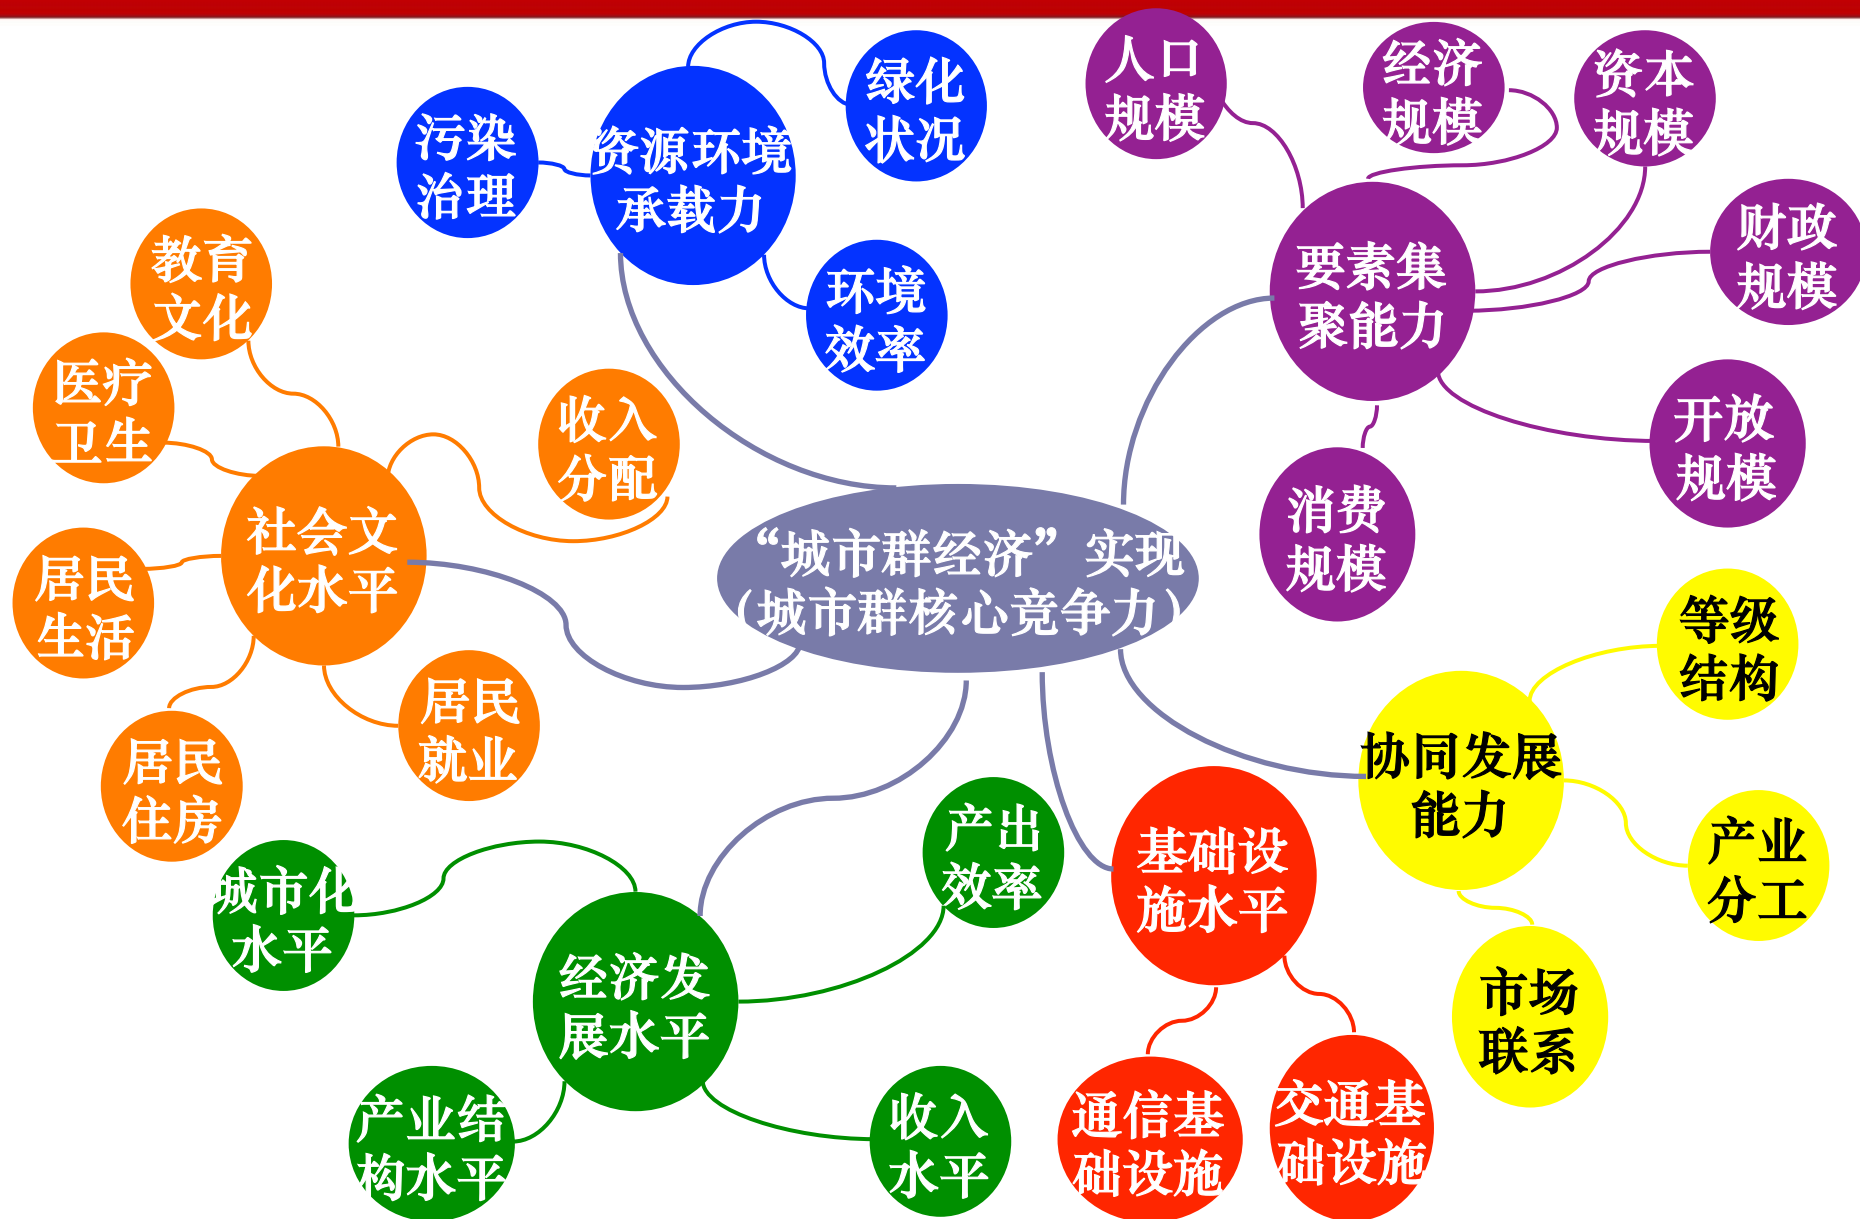 人口
规模
经济
规模
资本
规模
绿化
状况
污染
治理
资源环境
承载力
财政
规模
教育
文化
要素集
聚能力
环境
效率
医疗
卫生
收入
分配
开放
规模
消费
规模
社会文
化水平
“城市群经济”实现
（城市群核心竞争力）
居民
生活
等级
结构
居民
就业
协同发展
能力
居民
住房
产出
效率
基础设
施水平
产业
分工
城市化
水平
经济发
展水平
市场
联系
产业结
构水平
收入
水平
通信基
础设施
交通基
础设施